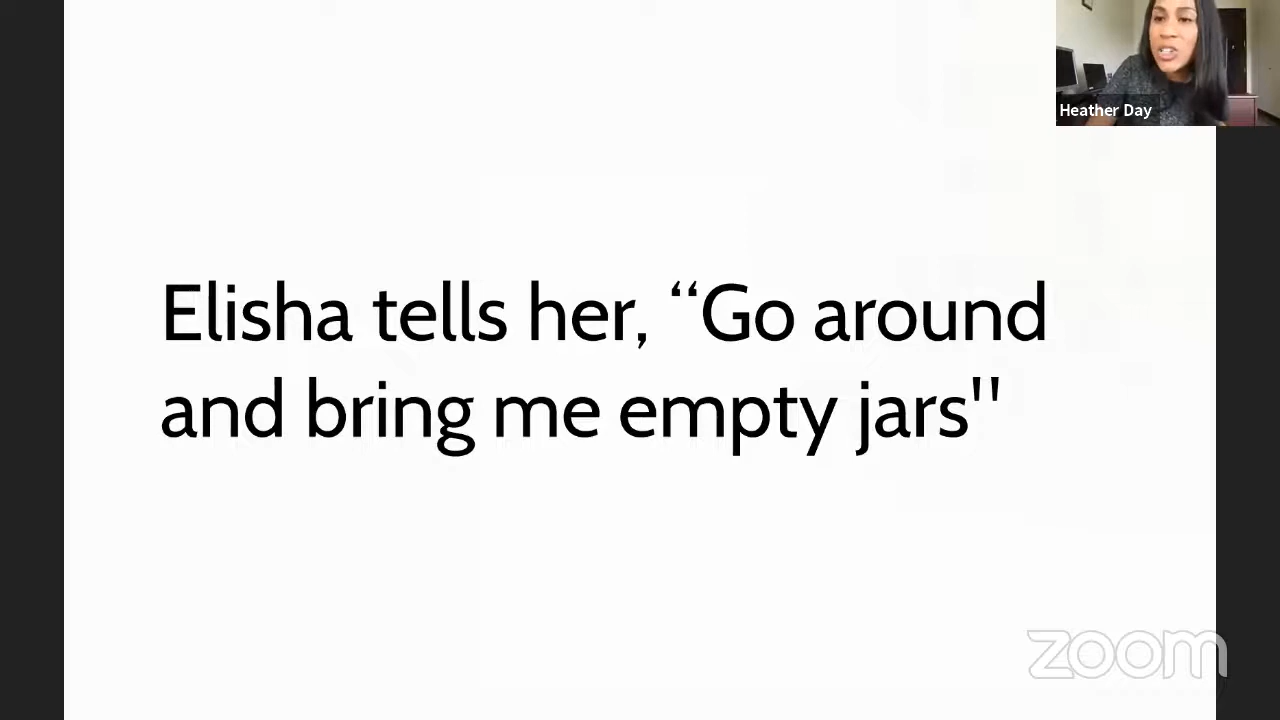 Heather Day
Elisha tells her, “Go around
and bring me empty jars"
zoom